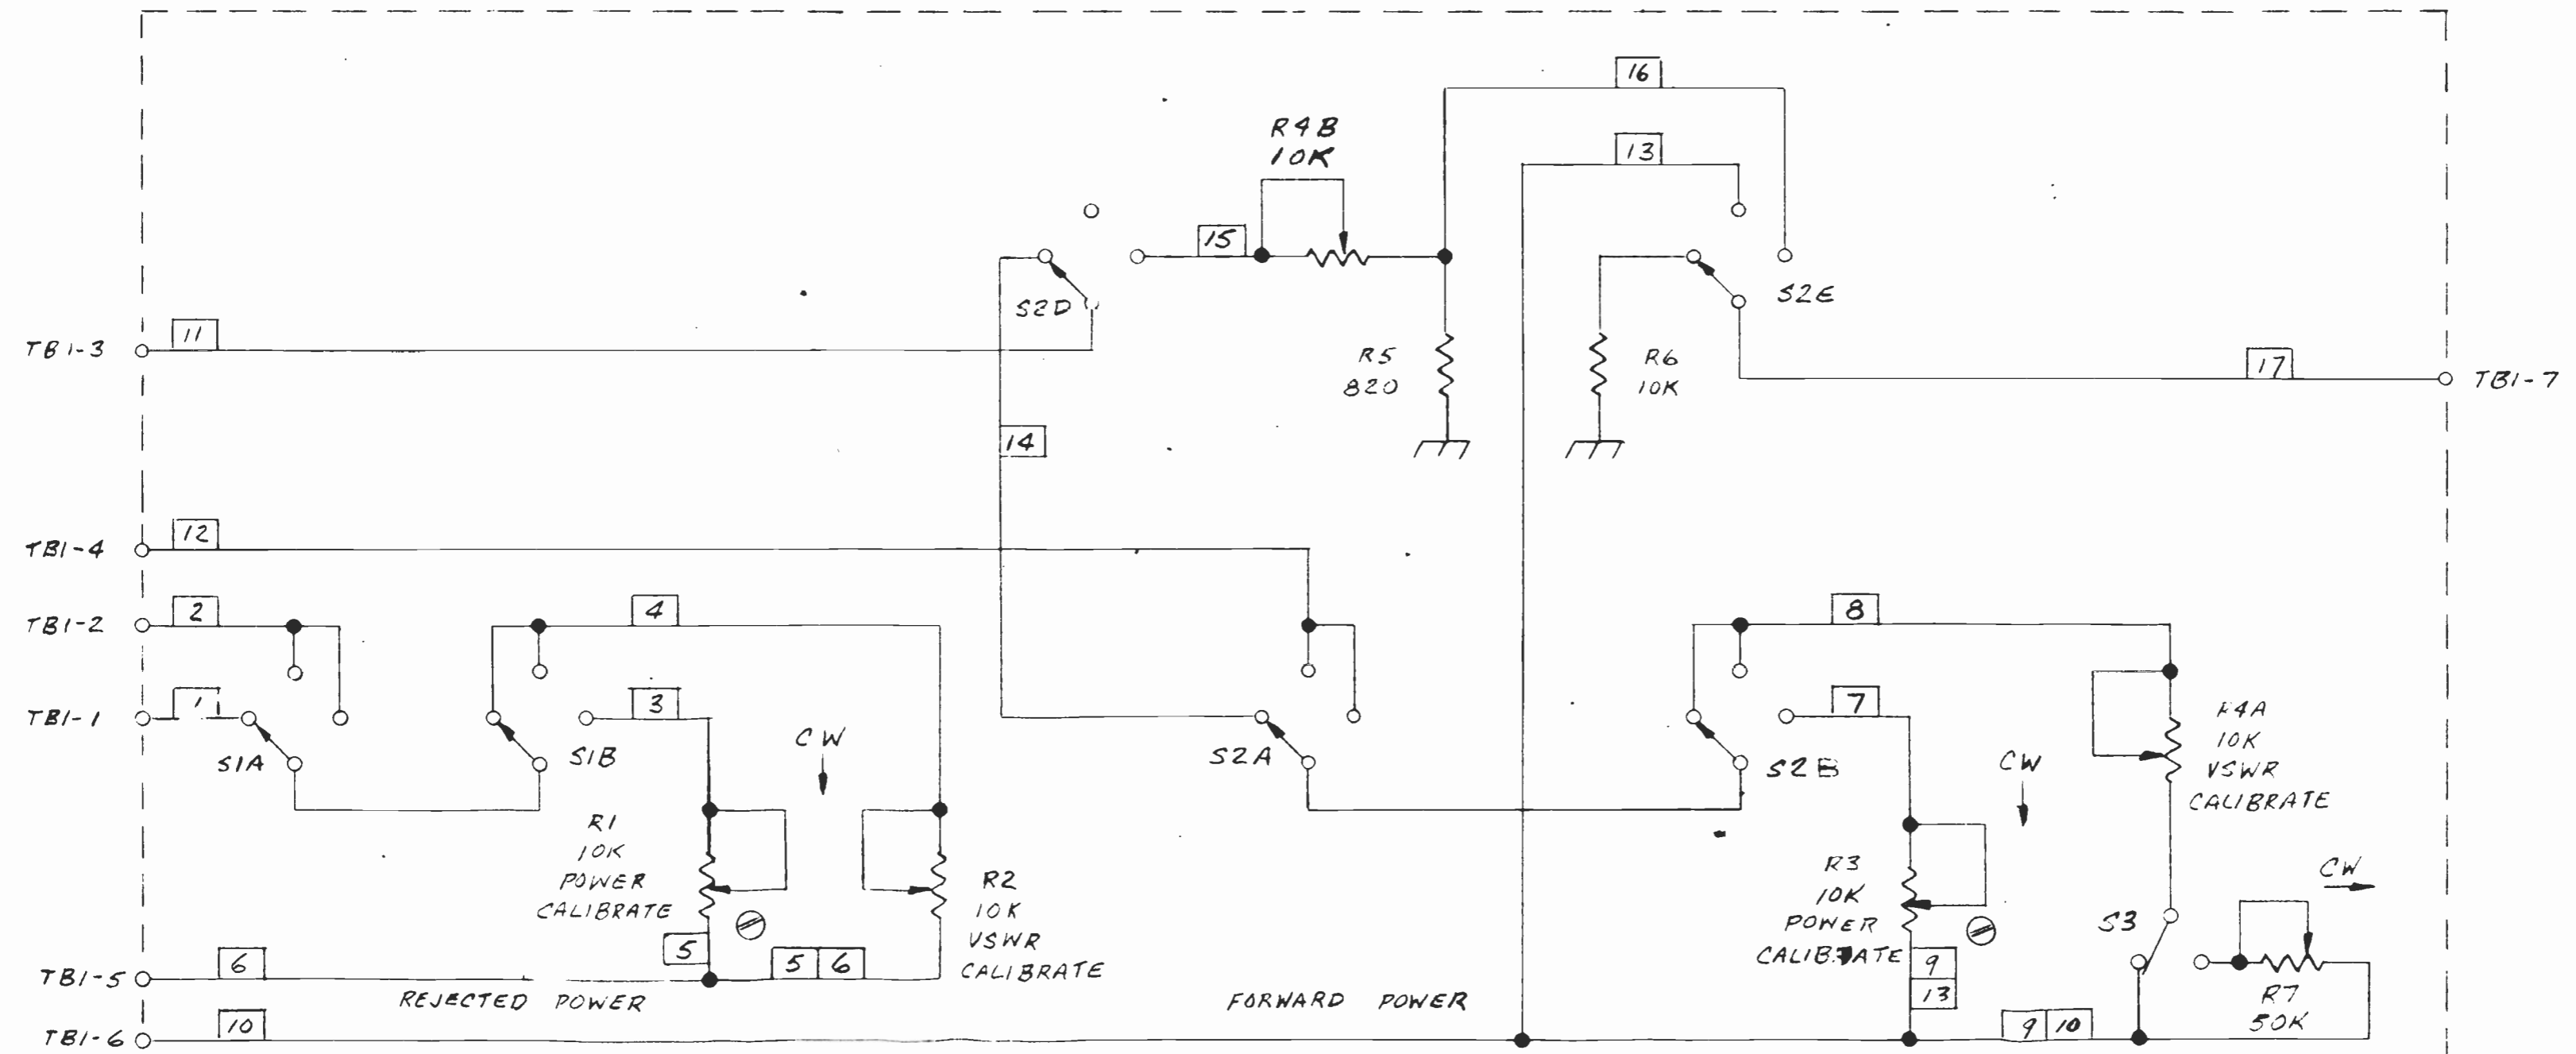 16
R4B
10K
13
15
S2D
S2E
11
TB1-3
R5
820
R6
10K
17
TB1-7
14
12
TB1-4
2
TB1-2
4
8
1
TB1-1
3
7
S1A
S1B
CW
S2A
S2B
CW
R4A
10K
VSWR
CALIBRATE
R1
10K
POWER
CALIBRATE
R2
10K
VSWR
CALIBRATE
R3
10K
POWER
CALIBRATE
CW
S3
5
5 6
9
13
6
TB1-5
REJECTED POWER
FORWARD POWER
R7
50K
10
9 10
TB1-6